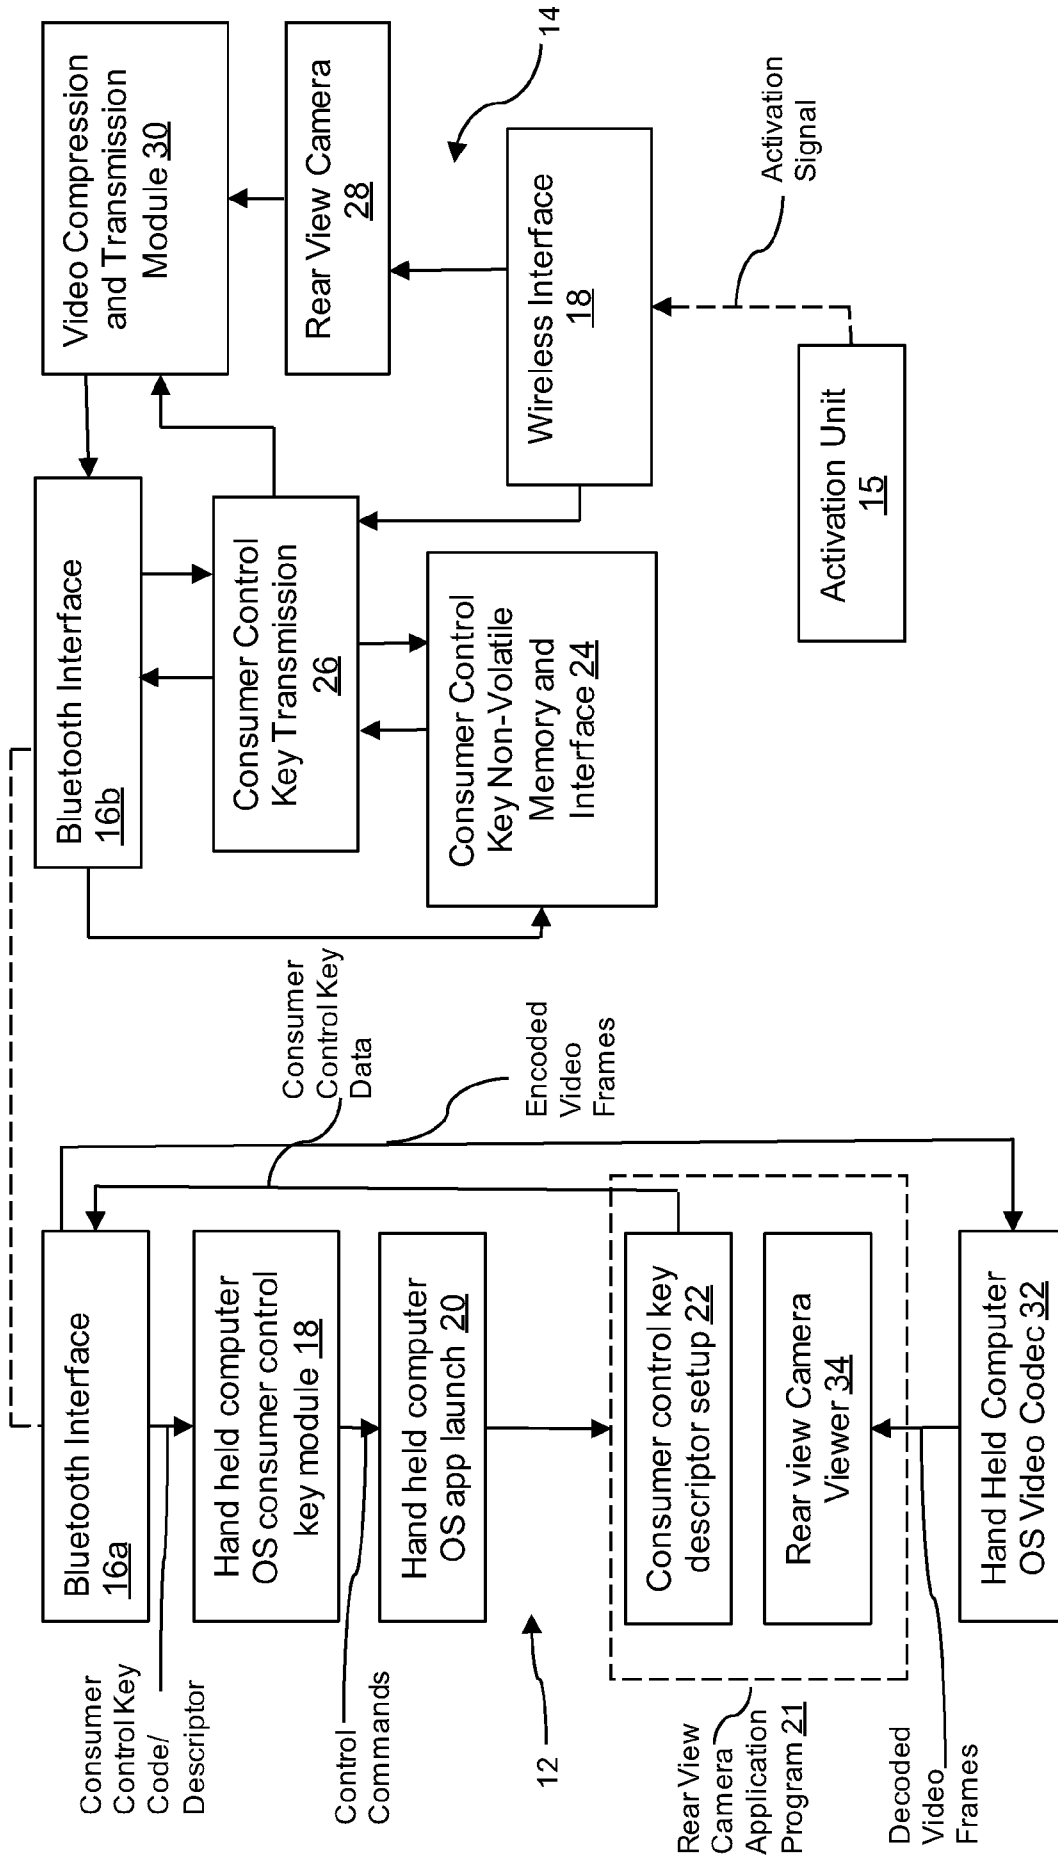 Bluetooth Interface
16a
Hand held computer
OS consumer control
key module 18
Hand held computer
OS app launch 20
Consumer control key
descriptor setup 22
Rear view Camera
Viewer 34
Hand Held Computer
OS Video Codec 32
Consumer
Control Key
Code/
Descriptor
Control
Commands
12
Rear View
Camera
Application
Program 21
Decoded
Video
Frames
Consumer
Control Key
Data
Encoded
Video
Frames
Bluetooth Interface
16b
Consumer Control
Key Transmission
26
Consumer Control
Key Non-Volatile
Memory and
Interface 24
Video Compression
and Transmission
Module 30
Rear View Camera
28
14
Wireless Interface
18
Activation
Signal
Activation Unit
15